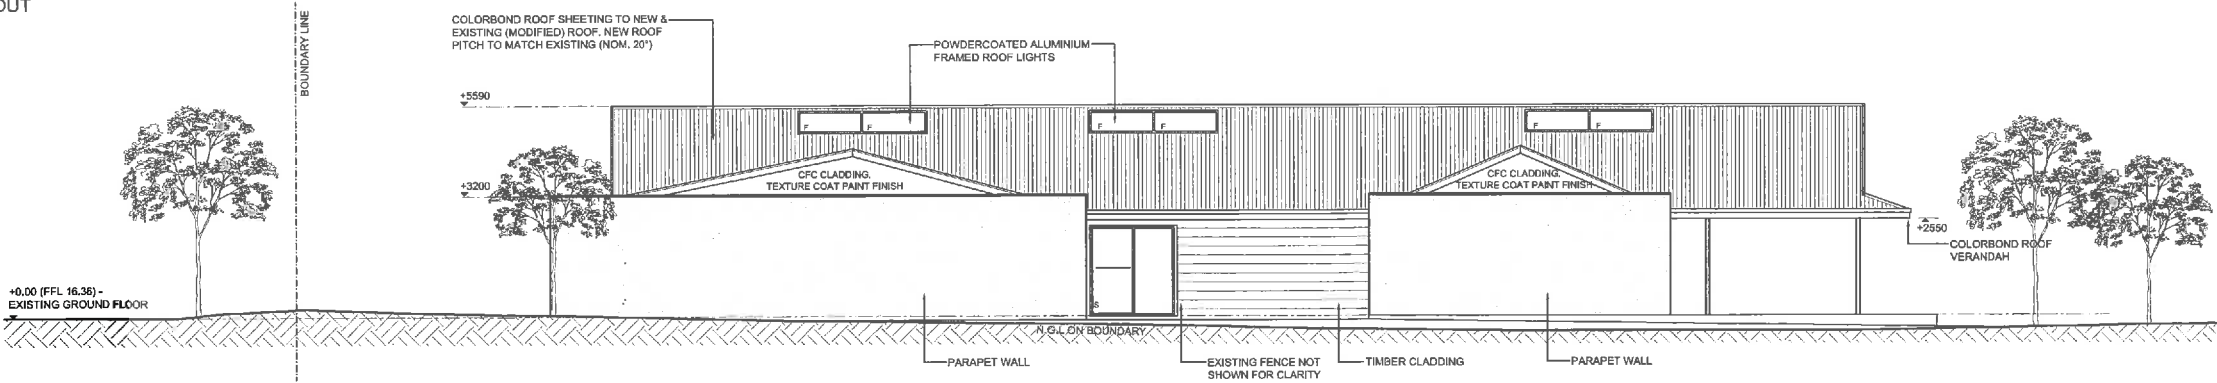 OUT
BOUNDARY LINE
COLORBOND ROOF SHEETING TO NEW &
EXISTING (MODIFIED) ROOF. NEW ROOF
PITCH TO MATCH EXISTING (NOM. 20°)
POWDERCOATED ALUMINIUM
FRAMED ROOF LIGHTS
+5590
F F
F F
F F
CFC CLADDING.
TEXTURE COAT PAINT FINISH
CFC CLADDING.
TEXTURE COAT PAINT FINISH
+3200
+2550
COLORBOND ROOF
VERANDAH
+0.00 (FFL 16.36) -
EXISTING GROUND FLOOR
S
N.G.L ON BOUNDARY
PARAPET WALL
EXISTING FENCE NOT
SHOWN FOR CLARITY
TIMBER CLADDING
PARAPET WALL